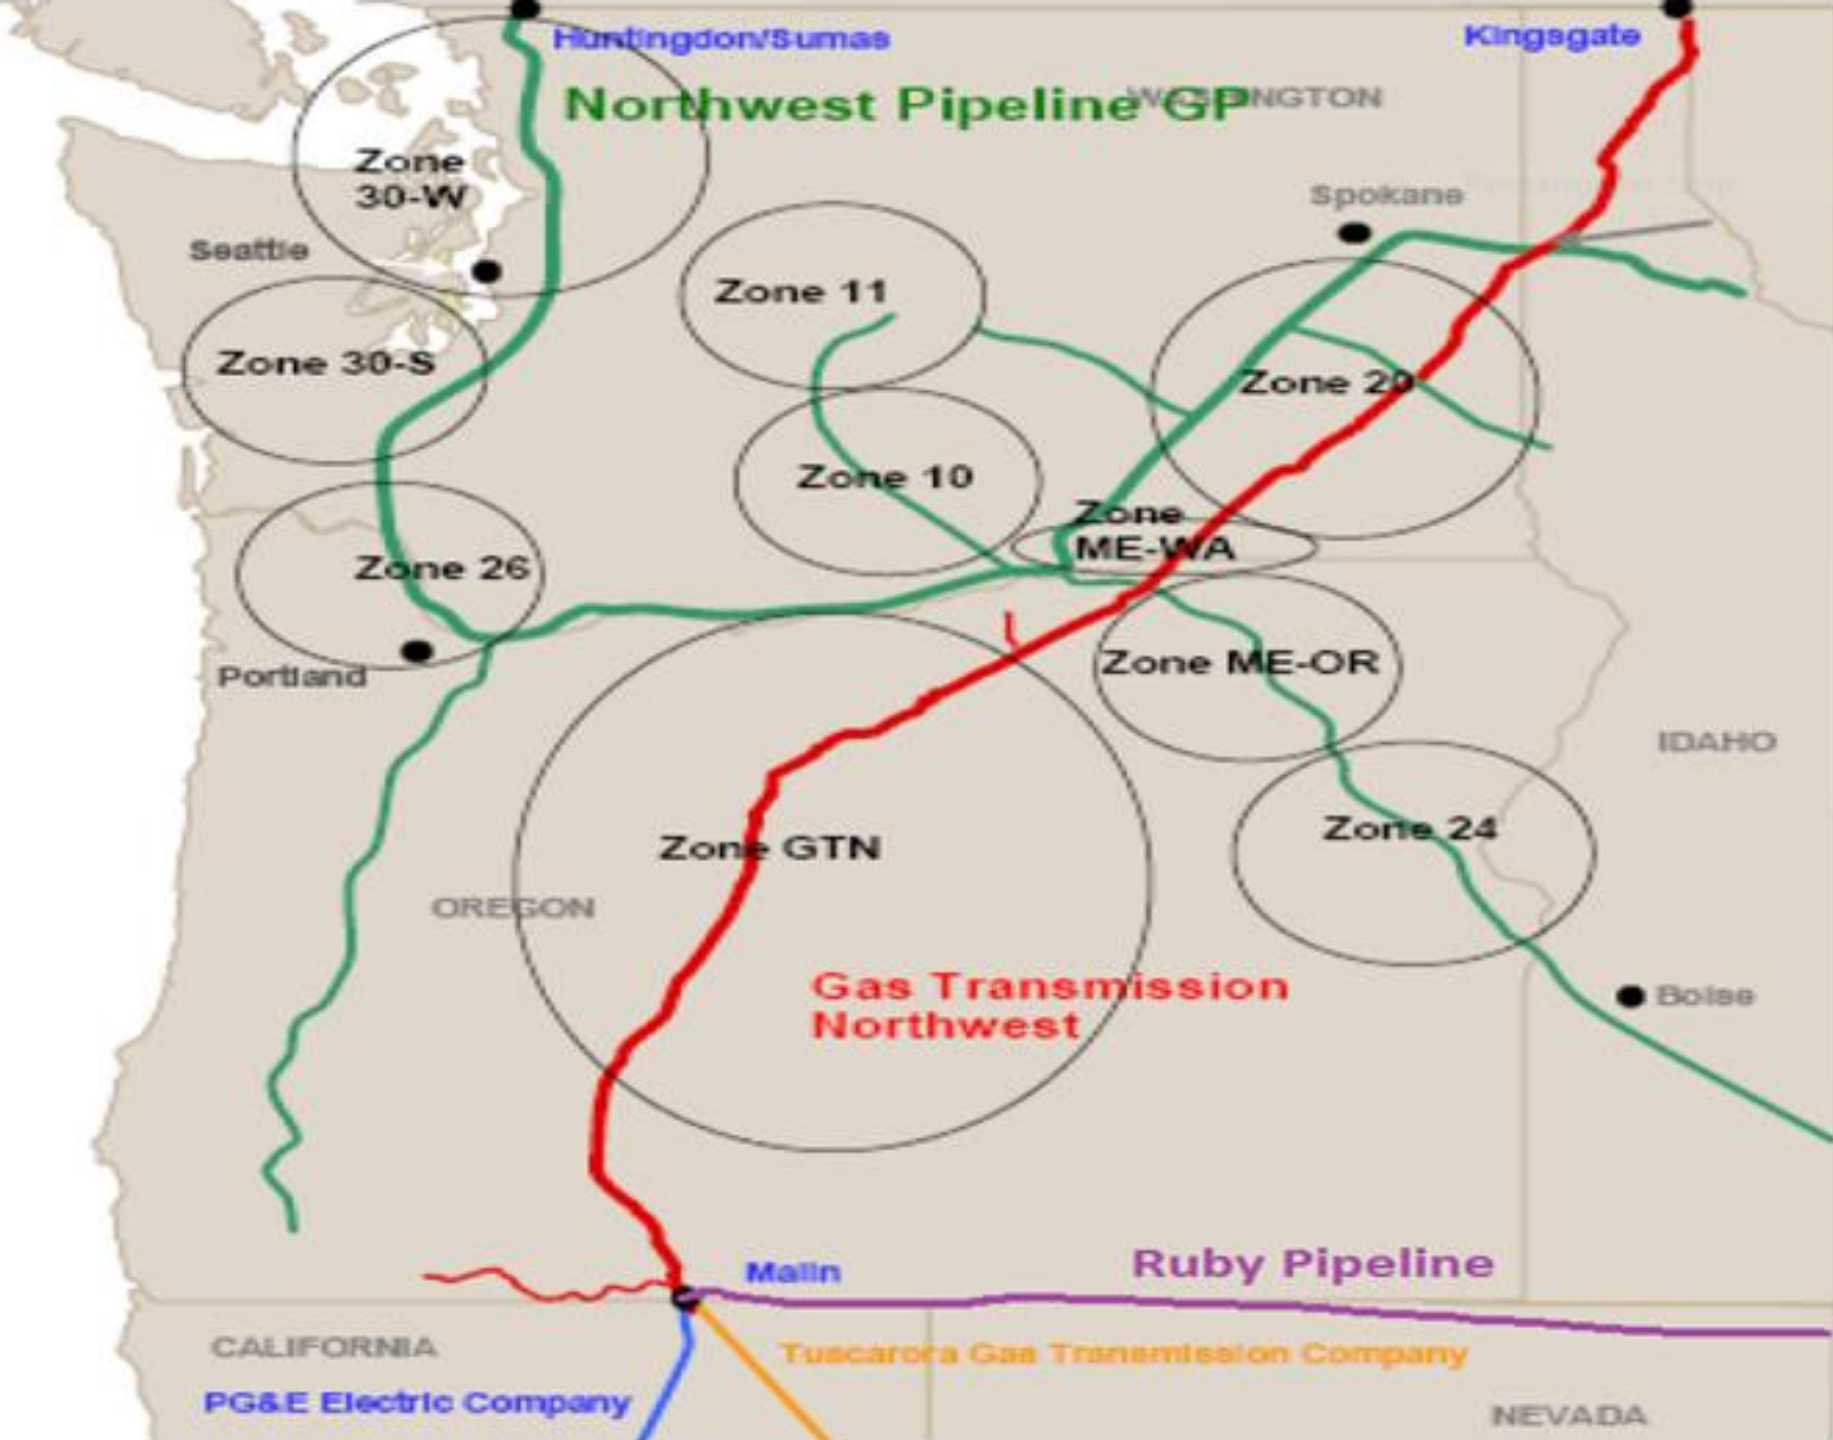 Huntingdon/Sumas
Kingsgate
Northwest Pipeline GP
WASHINGTON
Zone
30-W
Spokane
Seattle
Zone 11
Zone 30-S
Zone 20
Zone 10
Zone
ME-WA
Zone 26
Portland
Zone ME-OR
IDAHO
Zone 24
Zone GTN
OREGON
Gas Transmission
Northwest
Boise
Malin
Ruby Pipeline
CALIFORNIA
Tuscarora Gas Transmission Company
PG&E Electric Company
NEVADA